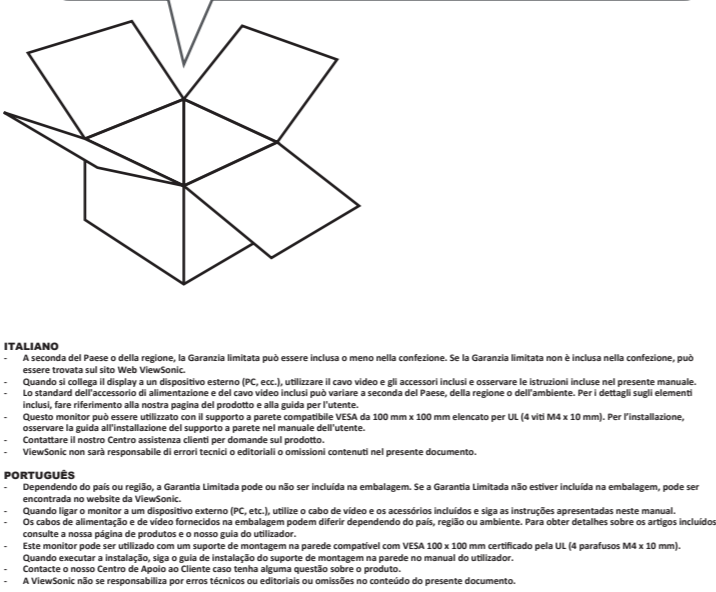 ITALIANO
- A seconda del Paese o della regione, la Garanzia limitata può essere inclusa o meno nella confezione. Se la Garanzia limitata non è inclusa nella confezione, può
essere trovata sul sito Web ViewSonic.
- Quando si collega il display a un dispositivo esterno (PC, ecc.), utilizzare il cavo video e gli accessori inclusi e osservare le istruzioni incluse nel presente manuale.
- Lo standard dell'accessorio di alimentazione e del cavo video inclusi può variare a seconda del Paese, della regione o dell'ambiente. Per i dettagli sugli elementi
inclusi, fare riferimento alla nostra pagina del prodotto e alla guida per l'utente.
- Questo monitor può essere utilizzato con il supporto a parete compatibile VESA da 100 mm x 100 mm elencato per UL (4 viti M4 x 10 mm). Per l'installazione,
osservare la guida all'installazione del supporto a parete nel manuale dell'utente.
- Contattare il nostro Centro assistenza clienti per domande sul prodotto.
- ViewSonic non sarà responsabile di errori tecnici o editoriali o omissioni contenuti nel presente documento.
PORTUGUÊS
- Dependendo do país ou região, a Garantia Limitada pode ou não ser incluída na embalagem. Se a Garantia Limitada não estiver incluída na embalagem, pode ser
encontrada no website da ViewSonic.
- Quando ligar o monitor a um dispositivo externo (PC, etc.), utilize o cabo de vídeo e os acessórios incluídos e siga as instruções apresentadas neste manual.
- Os cabos de alimentação e de vídeo fornecidos na embalagem podem diferir dependendo do país, região ou ambiente. Para obter detalhes sobre os artigos incluídos
consulte a nossa página de produtos e o nosso guia do utilizador.
- Este monitor pode ser utilizado com um suporte de montagem na parede compatível com VESA 100 x 100 mm certificado pela UL (4 parafusos M4 x 10 mm).
Quando executar a instalação, siga o guia de instalação do suporte de montagem na parede no manual do utilizador.
- Contacte o nosso Centro de Apoio ao Cliente caso tenha alguma questão sobre o produto.
- A ViewSonic não se responsabiliza por erros técnicos ou editoriais ou omissões no conteúdo do presente documento.